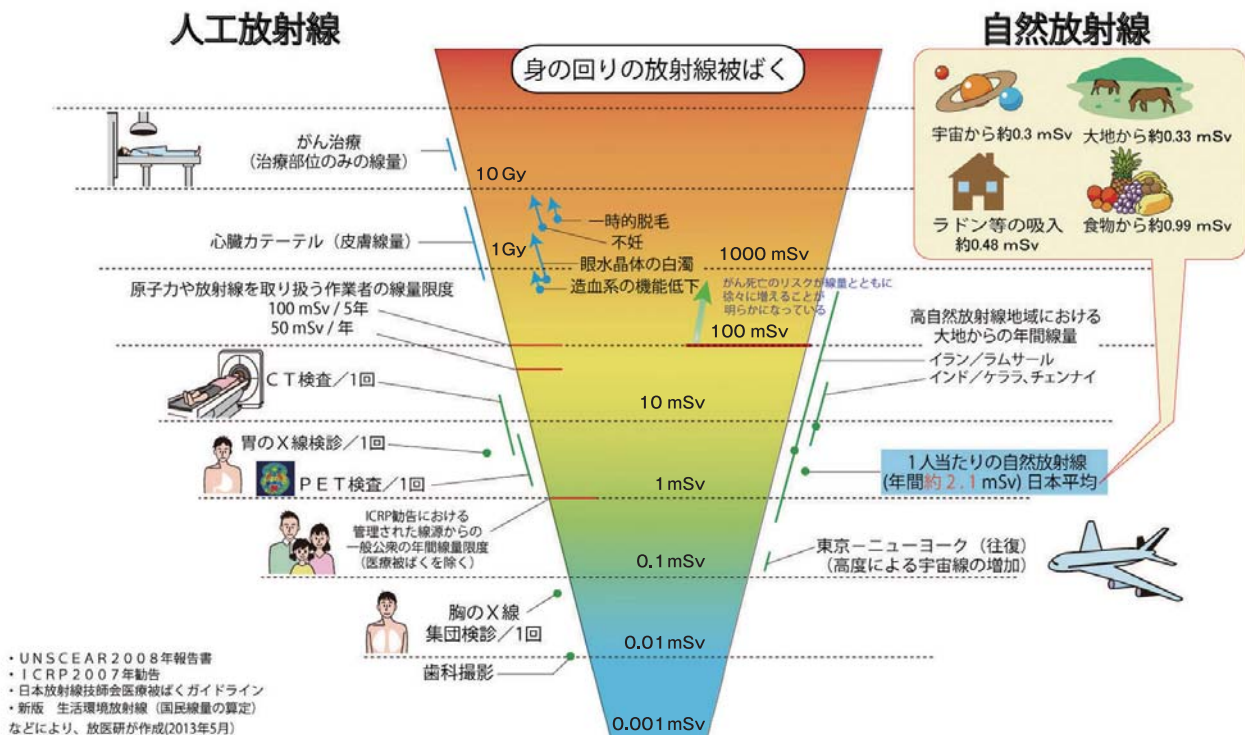 人工放射線
自然放射線
身の回りの放射線被ばく
宇宙から約0.3 mSv
大地から約0.33 mSv
ラドン等の吸入
約0.48 mSv
食物から約0.99 mSv
がん治療
(治療部位のみの線量)
10 Gy
一時的脱毛
不妊
心臓カテーテル（皮膚線量）
1Gy
眼水晶体の白濁
造血系の機能低下
1000 mSv
がん死亡のリスクが線量とともに
徐々に増えることが
明らかになっている
原子力や放射線を取り扱う作業者の線量限度
100 mSv / 5年
50 mSv / 年
100 mSv
高自然放射線地域における
大地からの年間線量
イラン／ラムサール
インド／ケララ、チェンナイ
ＣＴ検査／1回
10 mSv
胃のＸ線検診／1回
ＰＥＴ検査／1回
1 mSv
1人当たりの自然放射線
(年間約２.１mSv) 日本平均
ICRP勧告における
管理された線源からの
一般公衆の年間線量限度
（医療被ばくを除く）
0.1 mSv
東京－ニューヨーク（往復）
（高度による宇宙線の増加）
胸のＸ線
集団検診／1回
0.01 mSv
歯科撮影
0.001 mSv
・ＵＮＳＣＥＡＲ２００８年報告書
・ＩＣＲＰ２００７年勧告
・日本放射線技師会医療被ばくガイドライン
・新版　生活環境放射線（国民線量の算定）
などにより、放医研が作成(2013年5月)